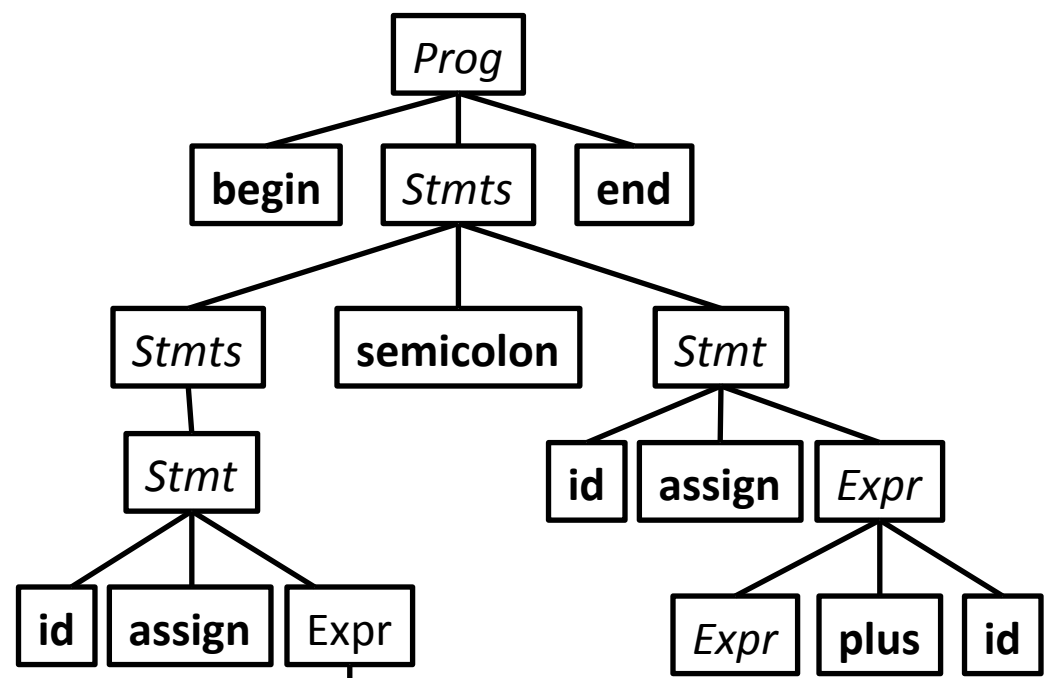 Prog
begin Stmts end
Stmts semicolon Stmt
Stmt id assign Expr
id assign Expr Expr plus id